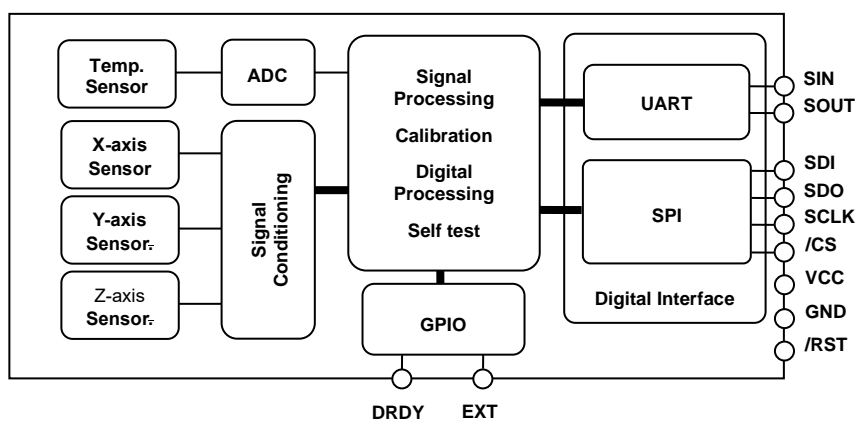 Temp.
Sensor
ADC
X-axis
Sensor
Y-axis
Sensor.
Z-axis
Sensor.
Signal
Conditioning
Signal
Processing
Calibration
Digital
Processing
Self test
GPIO
UART
SPI
Digital Interface
SIN
SOUT
SDI
SDO
SCLK
/CS
VCC
GND
/RST
DRDY
EXT